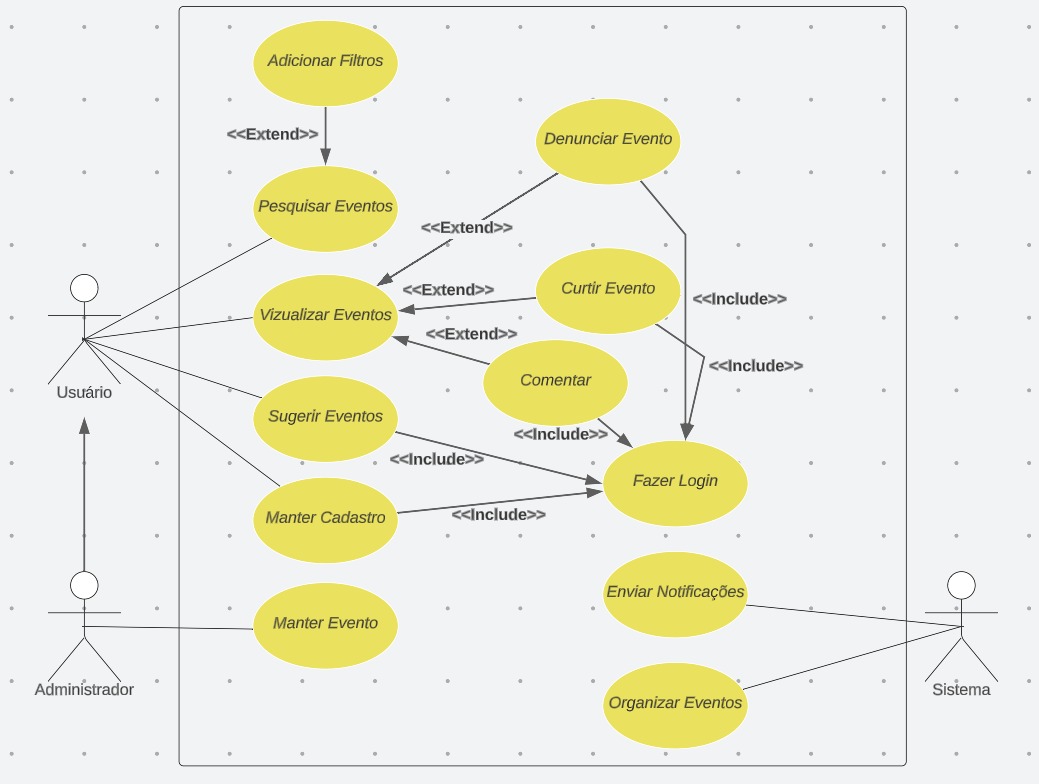 Adicionar Filtros
<<Extend>>
Denunciar Evento
Pesquisar Eventos
<<Extend>>
Curtir Evento
<<Extend>>
<<Include>>
Vizualizar Eventos
<<Extend>>
<<Include>>
Comentar
Usuário
Sugerir Eventos
<<Include>>
<<Include>>
Fazer Login
Manter Cadastro
<<Include>>
Enviar Notificações
Manter Evento
Administrador
Sistema
Organizar Eventos